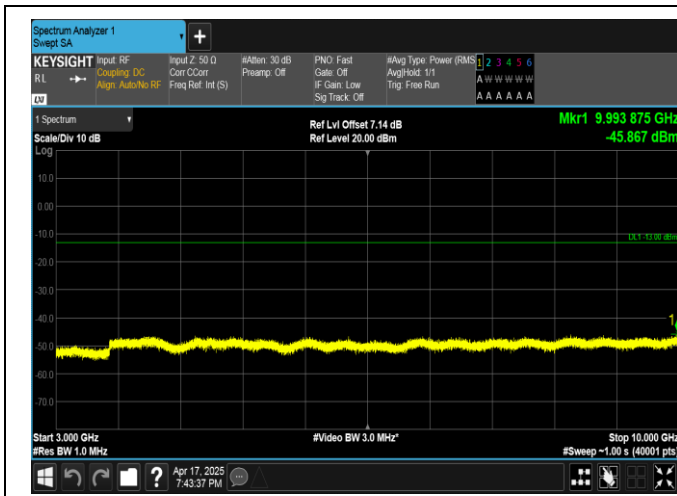 Spectrum Analyzer 1
Swept SA
+
KEYSIGHT Input: RF Input Z: 50 Ω #Atten: 30 dB PNO: Fast #Avg Type: Power (RMS 1 2 3 4 5 6
RL Coupling: DC Corr CCorr Preamp: Off Gate: Off Avg|Hold: 1/1 A W W W W W
Align: Auto/No RF Freq Ref: Int (S) IF Gain: Low Trig: Free Run
LXI Sig Track: Off A A A A A A
1 Spectrum Ref Lvl Offset 7.14 dB Mkr1 9.993 875 GHz
Scale/Div 10 dB Ref Level 20.00 dBm -45.867 dBm
Log
10.0
0.00
-10.0
DL1 -13.00 dBm
-20.0
-30.0
-40.0
1
-50.0
-60.0
-70.0
Start 3.000 GHz #Video BW 3.0 MHz* Stop 10.000 GHz
#Res BW 1.0 MHz #Sweep ~1.00 s (40001 pts)
? Apr 17, 2025
7:43:37 PM